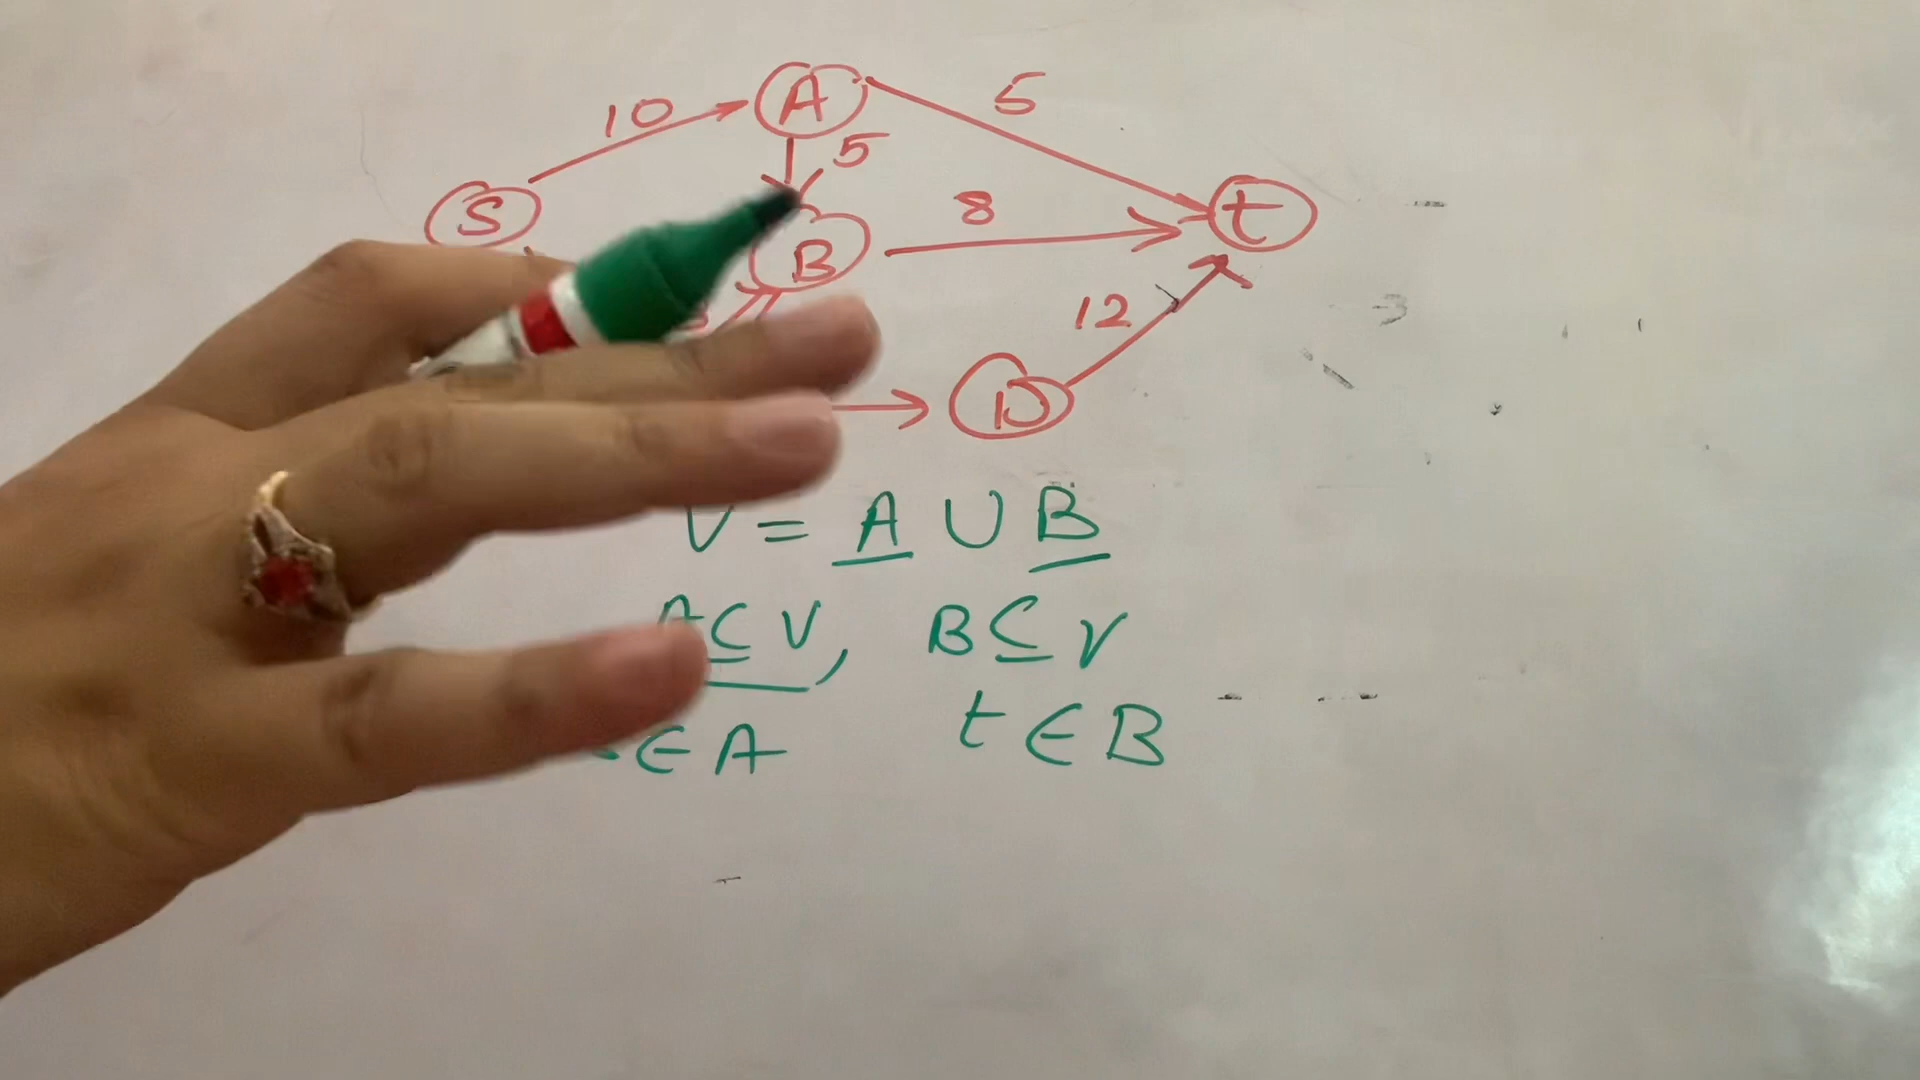 10 A 5
5
S 8 t
B
12
D
V = A ∪ B
A ⊆ V, B ⊆ V
∈ A t ∈ B